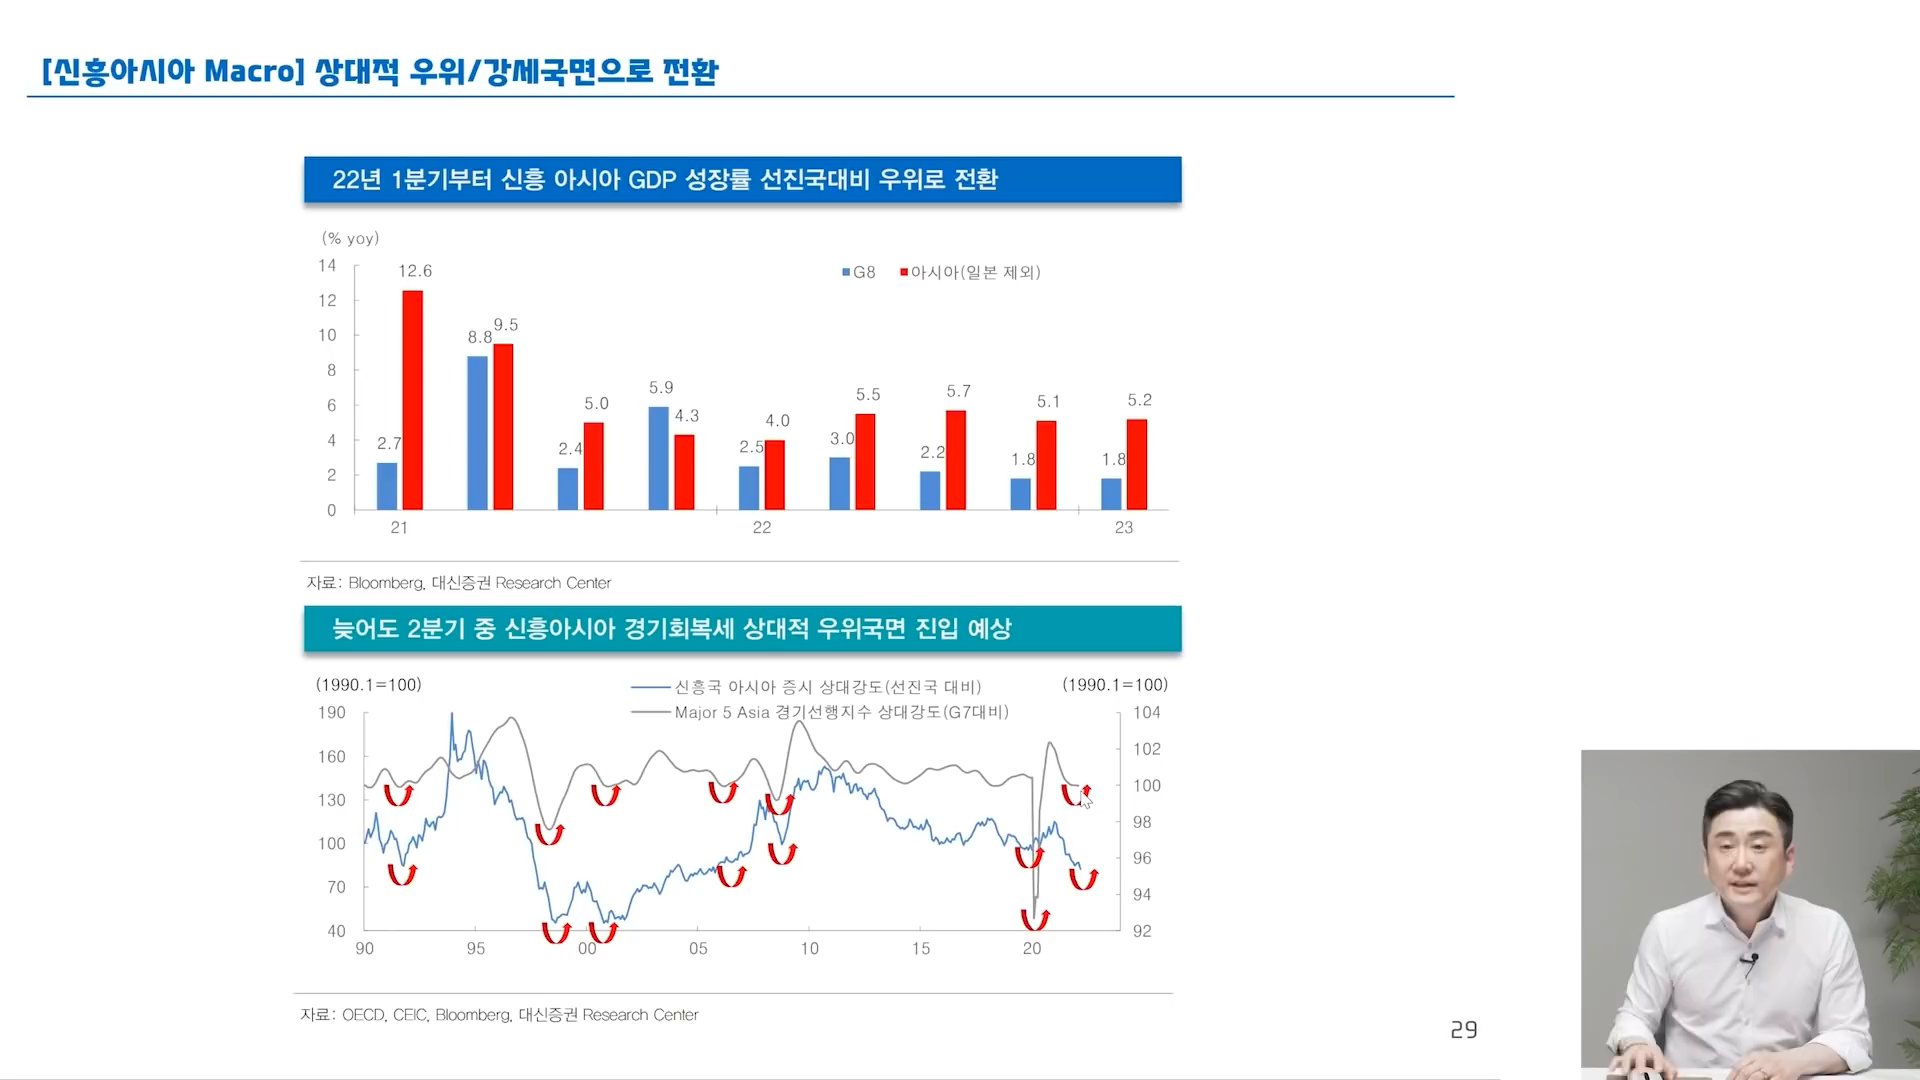 [신흥아시아 Macro] 상대적 우위/강세국면으로 전환
22년 1분기부터 신흥 아시아 GDP 성장률 선진국대비 우위로 전환
(% yoy)
G8 아시아(일본 제외)
14
12
10
8
6
4
2
0
2.7 12.6 8.8 9.5 2.4 5.0 5.9 4.3 2.5 4.0 3.0 5.5 2.2 5.7 1.8 5.1 1.8 5.2
21 22 23
자료: Bloomberg, 대신증권 Research Center
늦어도 2분기 중 신흥아시아 경기회복세 상대적 우위국면 진입 예상
(1990.1=100) (1990.1=100)
신흥국 아시아 증시 상대강도(선진국 대비)
Major 5 Asia 경기선행지수 상대강도(G7대비)
190 104
160 102
130 100
100 98
70 96
40 94
92
90 95 00 05 10 15 20
자료: OECD, CEIC, Bloomberg, 대신증권 Research Center
29